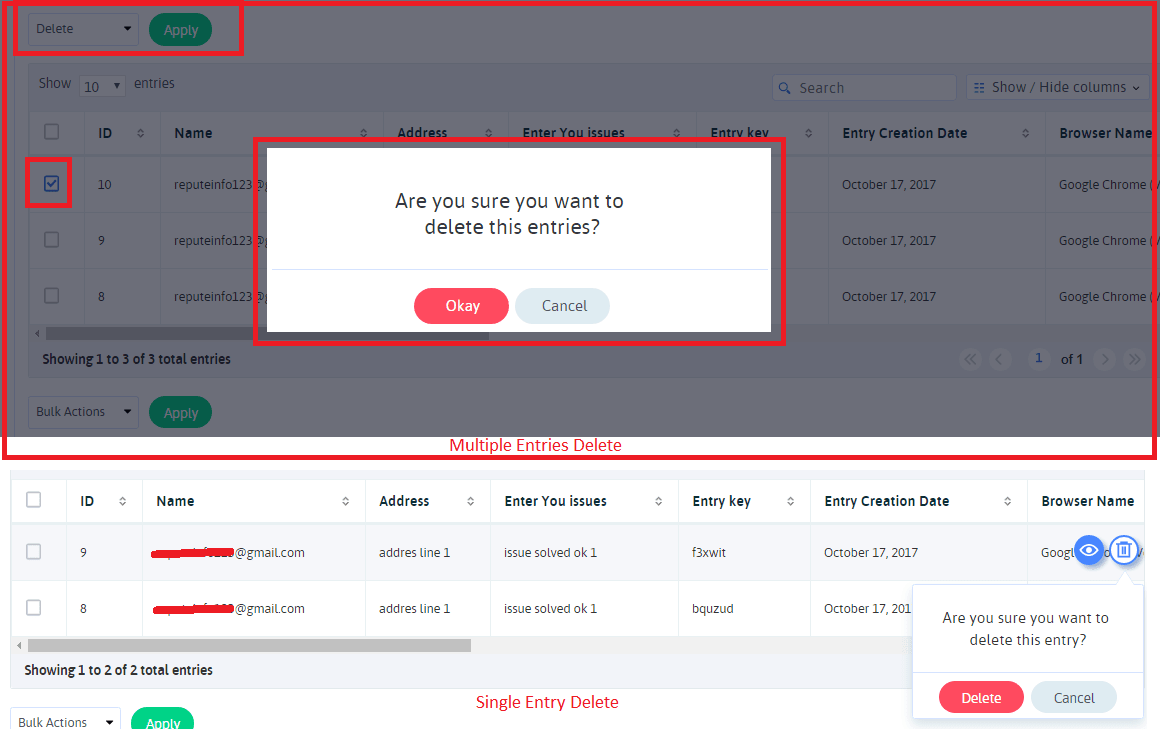 Delete Apply
Show 10 entries Search Show / Hide columns
ID Name Address Enter You issues Entry key Entry Creation Date Browser Name
10 reputeinfo123@g October 17, 2017 Google Chrome (
Are you sure you want to
delete this entries?
9 reputeinfo123@g October 17, 2017 Google Chrome (
8 reputeinfo123@g October 17, 2017 Google Chrome (
Okay Cancel
Showing 1 to 3 of 3 total entries 1 of 1
Bulk Actions Apply
Multiple Entries Delete
ID Name Address Enter You issues Entry key Entry Creation Date Browser Name
9 @gmail.com addres line 1 issue solved ok 1 f3xwit October 17, 2017 Goog
8 @gmail.com addres line 1 issue solved ok 1 bquzud October 17, 201
Are you sure you want to
delete this entry?
Showing 1 to 2 of 2 total entries
Single Entry Delete
Delete Cancel
Bulk Actions Apply